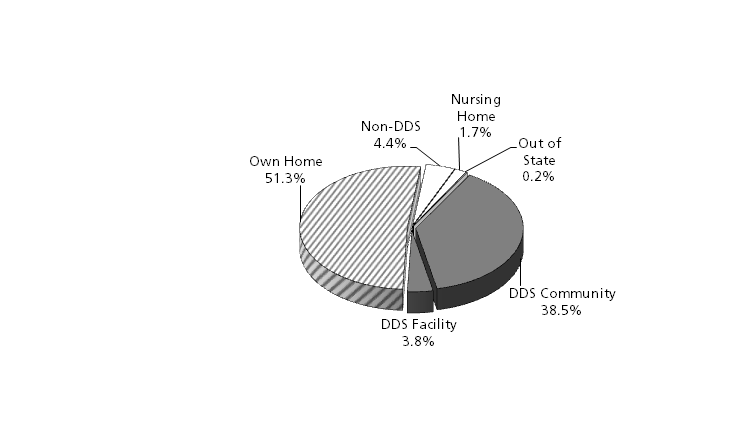 Nursing
Home
1.7%
Non-DDS
4.4%
Out of
State
0.2%
Own Home
51.3%
DDS Community
38.5%
DDS Facility
3.8%